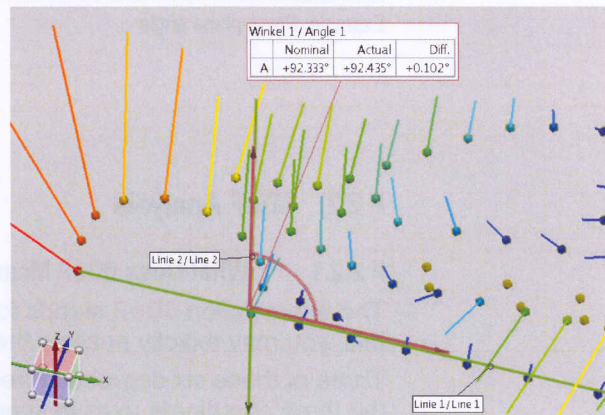 Winkel 1 / Angle 1
Nominal Actual Diff.
A +92.333° +92.435° +0.102°
Linie 2 / Line 2
Linie 1 / Line 1
Z
Y
X